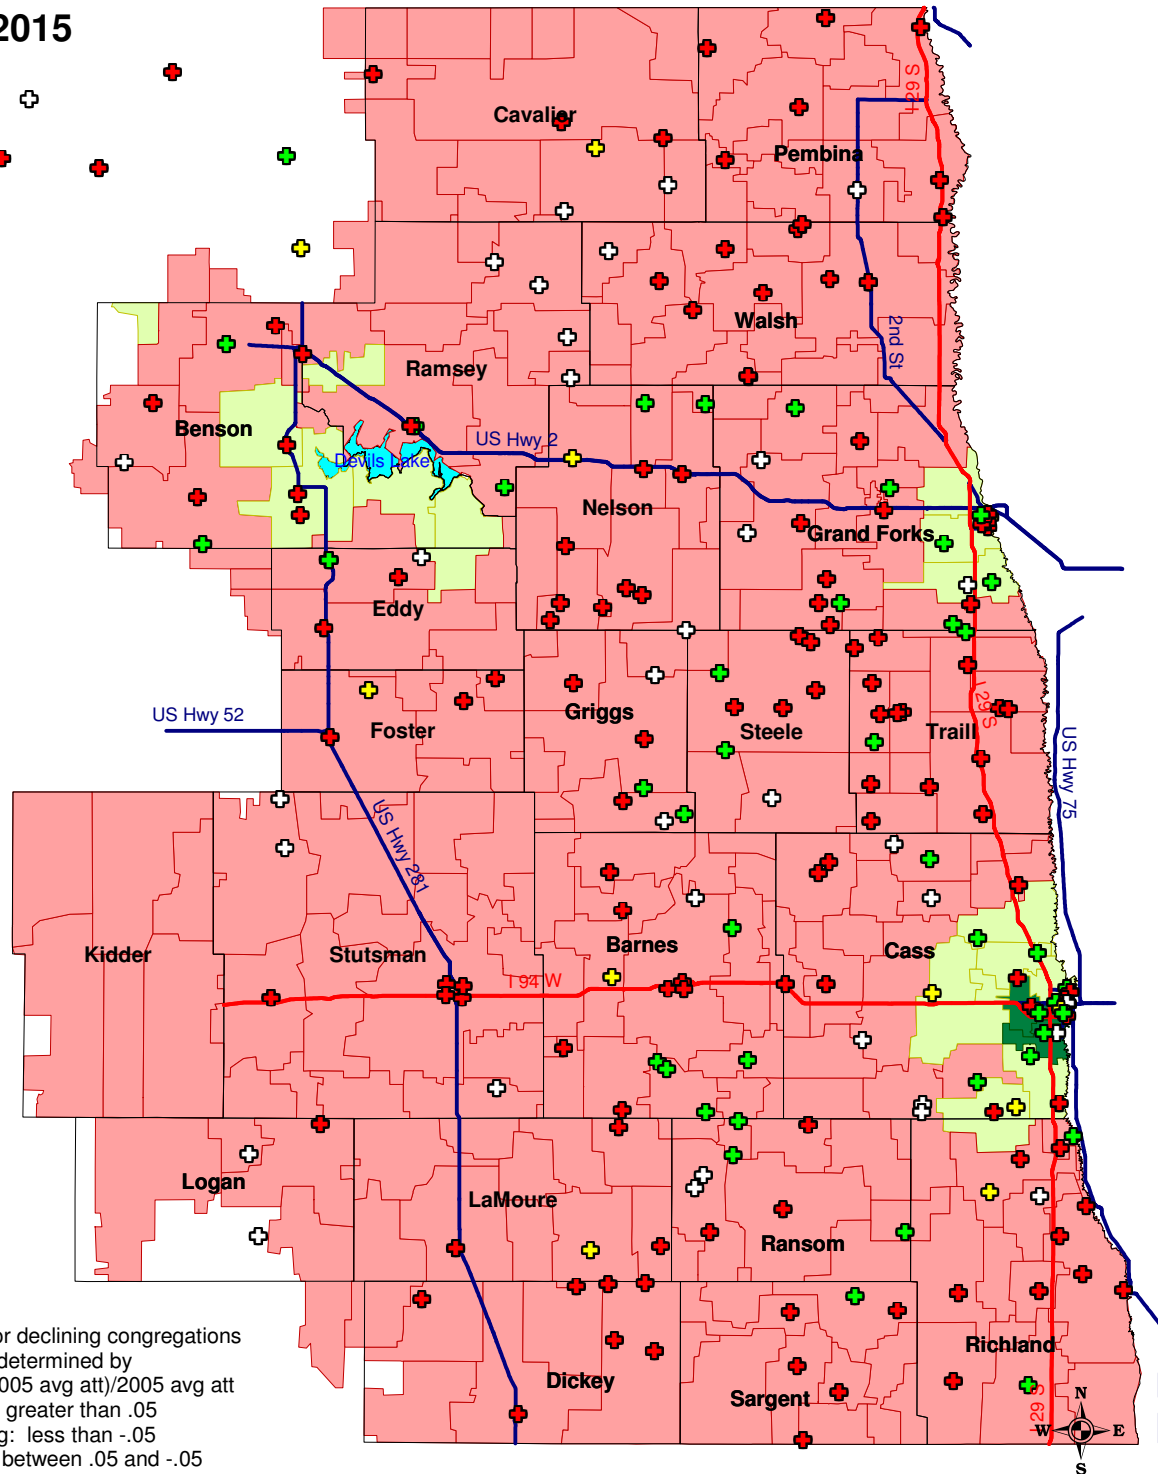 2015
I 29 S
Cavalier
Pembina
Walsh
2nd St
Ramsey
Benson
US Hwy 2
Devils Lake
Nelson
Grand Forks
Eddy
I 29 S
US Hwy 52
Foster
Griggs
Steele
Traill
US Hwy 75
US Hwy 281
Kidder
Stutsman
Barnes
Cass
I 94 W
Logan
LaMoure
Ransom
or declining congregations
determined by
005 avg att)/2005 avg att
greater than .05
g: less than -.05
between .05 and -.05
Richland
Dickey
Sargent
I 29 S
N
W E
S